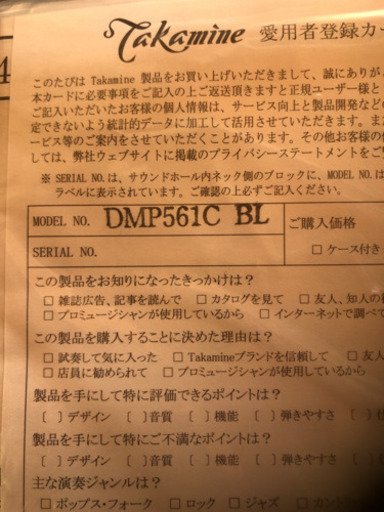 Takamine 愛用者登録カー
4
このたびは Takamine 製品をお買い上げいただきまして、誠にありが
本カードに必要事項をご記入の上ご返送頂きますと正規ユーザー様と
ご記入いただいたお客様の個人情報は、サービス向上と製品開発など
定できないよう統計的データに加工して活用させていただきます。また
ービス等のご案内をさせていただくことがあります。その他お客様の
しては、弊社ウェブサイトに掲載のプライバシーステートメントをご
※ SERIAL NO.は、サウンドホール内ネック側のブロックに、MODEL NO.は
ラベルに表示されています。ご確認の上必ずご記入ください。
MODEL NO. DMP561C BL
ご購入価格
SERIAL NO.
□ ケース付き
この製品をお知りになったきっかけは?
□ 雑誌広告、記事を読んで □ カタログを見て □ 友人、知人の
□ プロミュージシャンが使用しているから □ インターネットで調べて
この製品を購入することに決めた理由は?
□ 試奏して気に入った □ Takamineブランドを信頼して □ 友
□ 店員に勧められて □ プロミュージシャンが使用しているから
製品を手にして特に評価できるポイントは?
[ ]デザイン [ ]音質 [ ] 機能 [ ] 弾きやすさ [ ]
製品を手にして特にご不満なポイントは?
[ ]デザイン [ ]音質 [ ] 機能 [ ] 弾きやすさ [ ]
主な演奏ジャンルは?
□ ポップス・フォーク □ ロック □ ジャズ □ カントリー